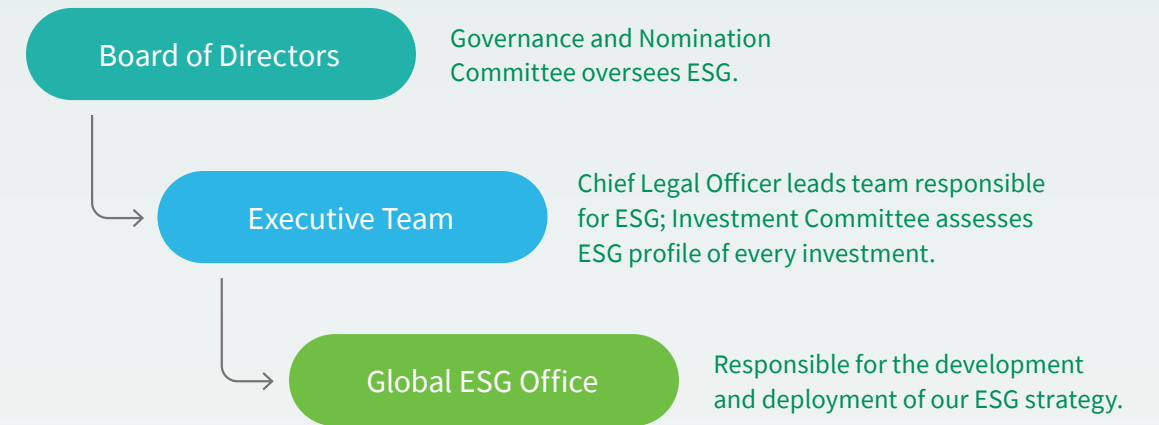 Board of Directors
Governance and Nomination
Committee oversees ESG.
Executive Team
Chief Legal Officer leads team responsible
for ESG; Investment Committee assesses
ESG profile of every investment.
Global ESG Office
Responsible for the development
and deployment of our ESG strategy.